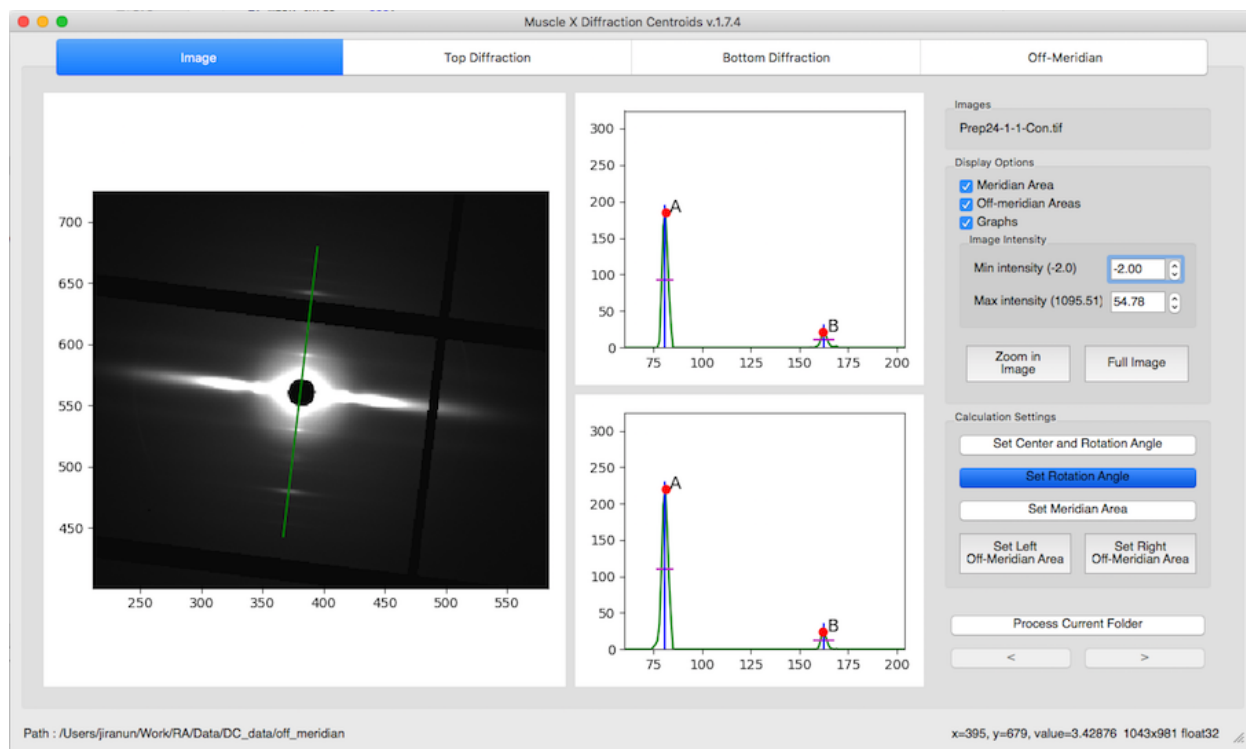 Muscle X Diffraction Centroids v.1.7.4
Image
Top Diffraction
Bottom Diffraction
Off-Meridian
700
650
600
550
500
450
250 300 350 400 450 500 550
300
250
200
150
100
50
0
A
B
75 100 125 150 175 200
300
250
200
150
100
50
0
A
B
75 100 125 150 175 200
Images
Prep24-1-1-Con.tif
Display Options
Meridian Area
Off-meridian Areas
Graphs
Image Intensity
Min intensity (-2.0) -2.00
Max intensity (1095.51) 54.78
Zoom in
Image
Full Image
Calculation Settings
Set Center and Rotation Angle
Set Rotation Angle
Set Meridian Area
Set Left
Off-Meridian Area
Set Right
Off-Meridian Area
Process Current Folder
< >
Path : /Users/jiranun/Work/RA/Data/DC_data/off_meridian
x=395, y=679, value=3.42876 1043x981 float32